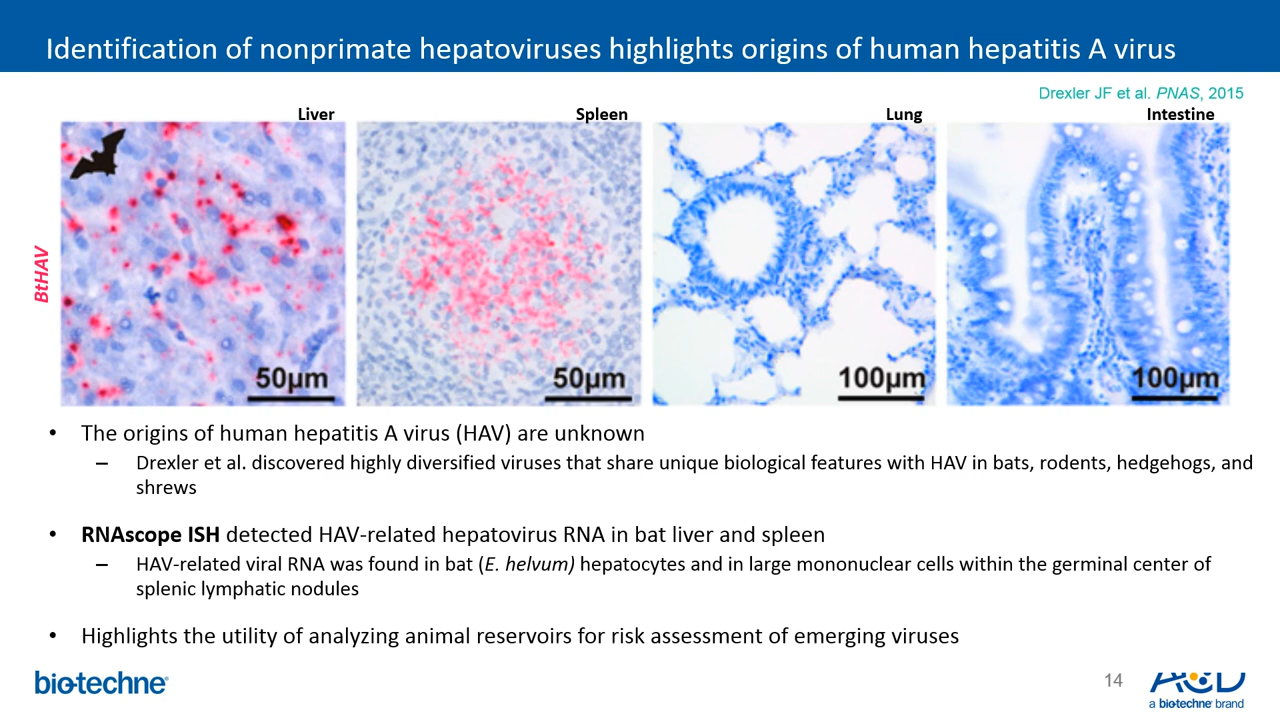 Identification of nonprimate hepatoviruses highlights origins of human hepatitis A virus
Drexler JF et al. PNAS, 2015
Liver
Spleen
Lung
Intestine
BtHAV
50µm
50µm
100µm
100µm
• The origins of human hepatitis A virus (HAV) are unknown
– Drexler et al. discovered highly diversified viruses that share unique biological features with HAV in bats, rodents, hedgehogs, and
shrews
• RNAscope ISH detected HAV-related hepatovirus RNA in bat liver and spleen
– HAV-related viral RNA was found in bat (E. helvum) hepatocytes and in large mononuclear cells within the germinal center of
splenic lymphatic nodules
• Highlights the utility of analyzing animal reservoirs for risk assessment of emerging viruses
bio-techne®
14
ACD
a bio-techne brand